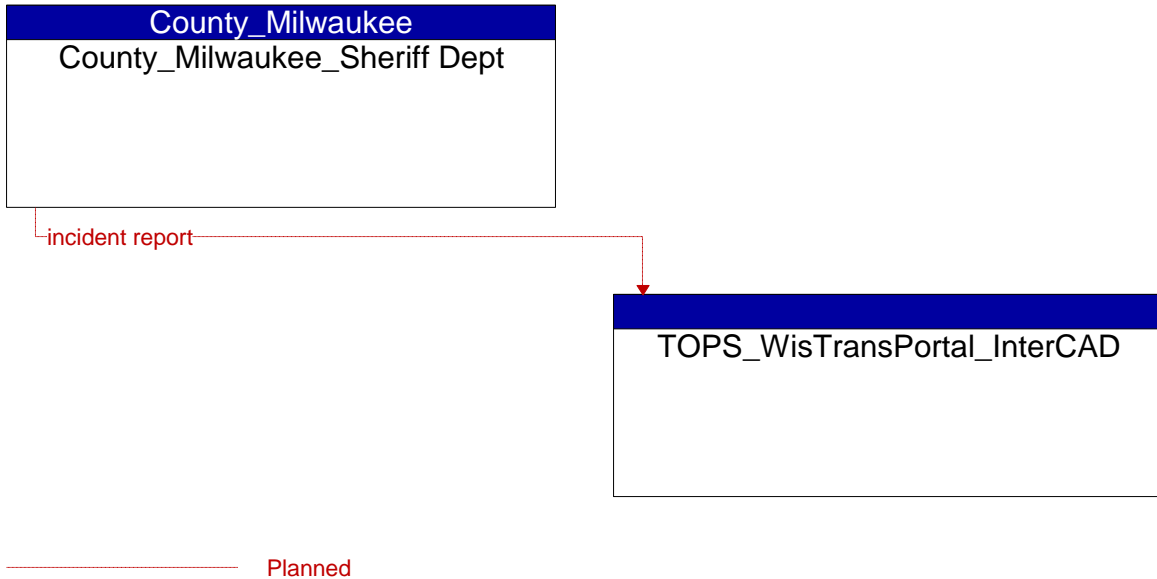 County_Milwaukee
County_Milwaukee_Sheriff Dept
incident report
TOPS_WisTransPortal_InterCAD
Planned